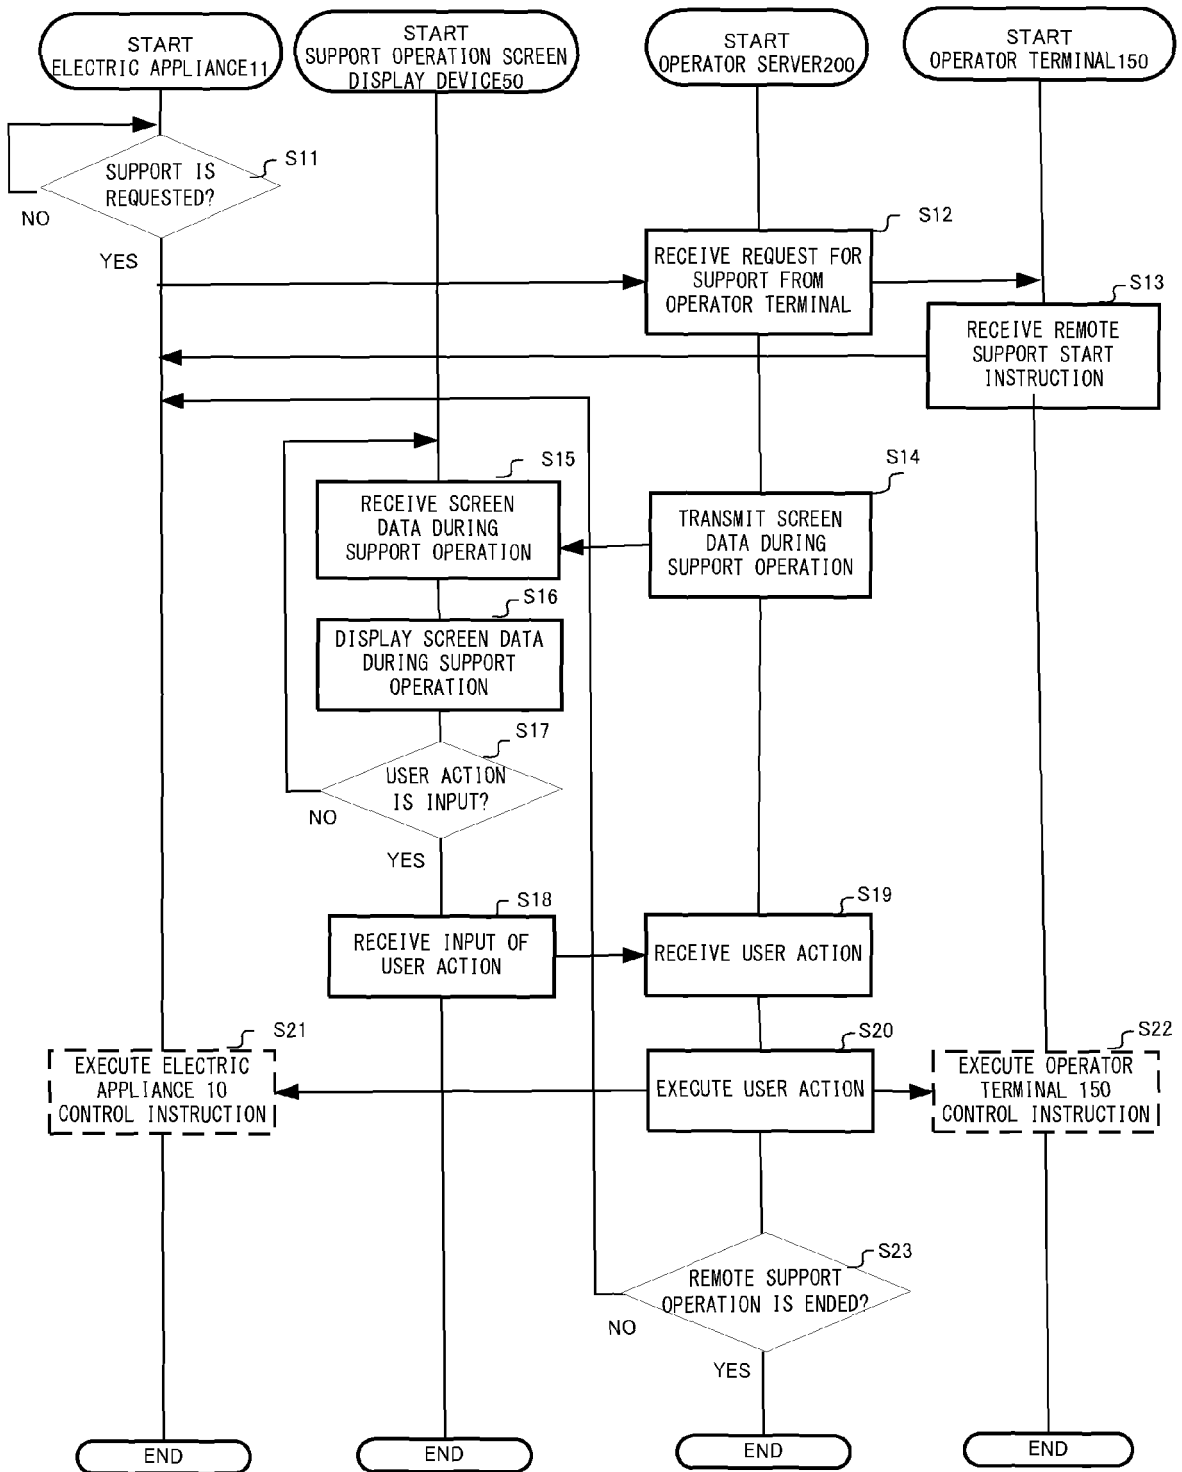 START
ELECTRIC APPLIANCE11
START
SUPPORT OPERATION SCREEN
DISPLAY DEVICE50
START
OPERATOR SERVER200
START
OPERATOR TERMINAL150
SUPPORT IS
REQUESTED?
S11
NO
YES
S12
RECEIVE REQUEST FOR
SUPPORT FROM
OPERATOR TERMINAL
S13
RECEIVE REMOTE
SUPPORT START
INSTRUCTION
S14
TRANSMIT SCREEN
DATA DURING
SUPPORT OPERATION
S15
RECEIVE SCREEN
DATA DURING
SUPPORT OPERATION
S16
DISPLAY SCREEN DATA
DURING SUPPORT
OPERATION
S17
USER ACTION
IS INPUT?
NO
YES
S18
RECEIVE INPUT OF
USER ACTION
S19
RECEIVE USER ACTION
S20
EXECUTE USER ACTION
S21
EXECUTE ELECTRIC
APPLIANCE 10
CONTROL INSTRUCTION
S22
EXECUTE OPERATOR
TERMINAL 150
CONTROL INSTRUCTION
S23
REMOTE SUPPORT
OPERATION IS ENDED?
NO
YES
END
END
END
END